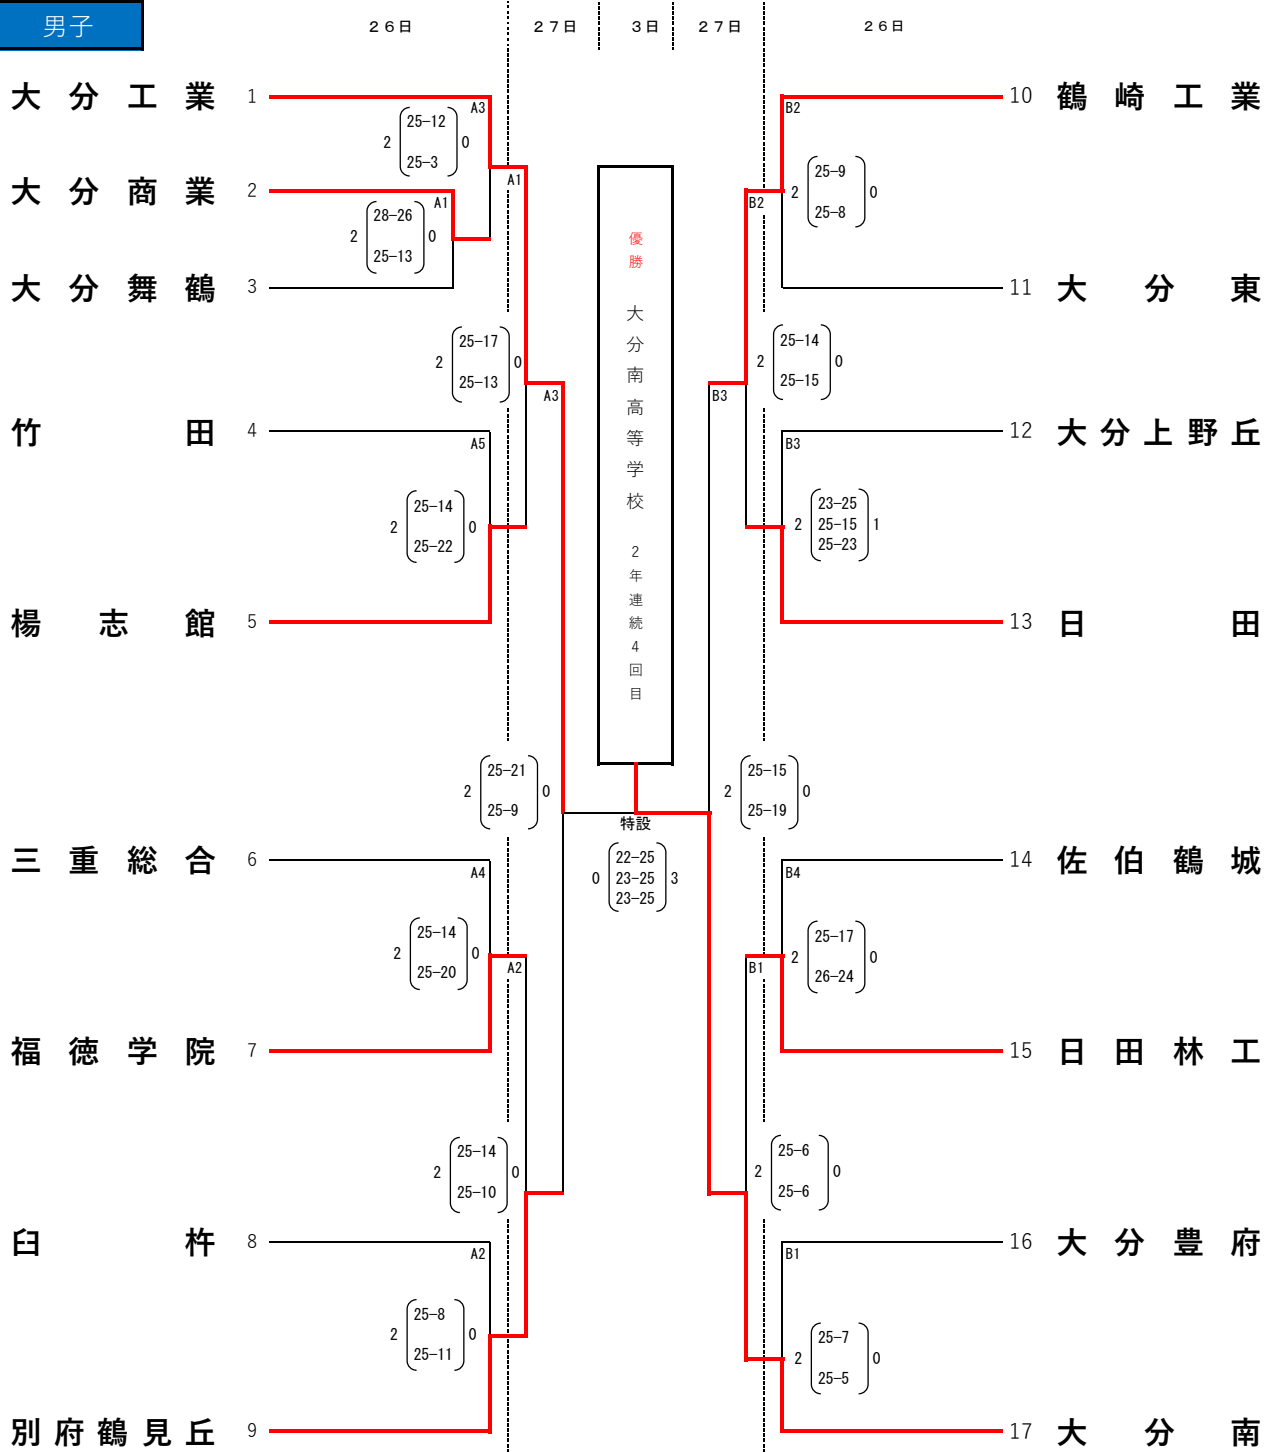 男子
２６日
２７日
３日
２７日
２６日
大分工業 1
A3
2 25−12 0
25−3
A1
大分商業 2
A1
2 28−26 0
25−13
大分舞鶴 3
2 25−17 0
25−13
A3
竹田 4
A5
2 25−14 0
25−22
楊志館 5
2 25−21 0
25−9
三重総合 6
A4
2 25−14 0
25−20
A2
福徳学院 7
2 25−14 0
25−10
臼杵 8
A2
2 25−8 0
25−11
別府鶴見丘 9
優勝 大分南高等学校 2年連続4回目
特設
0 22−25 3
23−25
23−25
10 鶴崎工業
B2
2 25−9 0
25−8
B2
11 大分東
2 25−14 0
25−15
B3
12 大分上野丘
B3
2 23−25 1
25−15
25−23
13 日田
2 25−15 0
25−19
14 佐伯鶴城
B4
2 25−17 0
26−24
B1
15 日田林工
2 25−6 0
25−6
16 大分豊府
B1
2 25−7 0
25−5
17 大分南